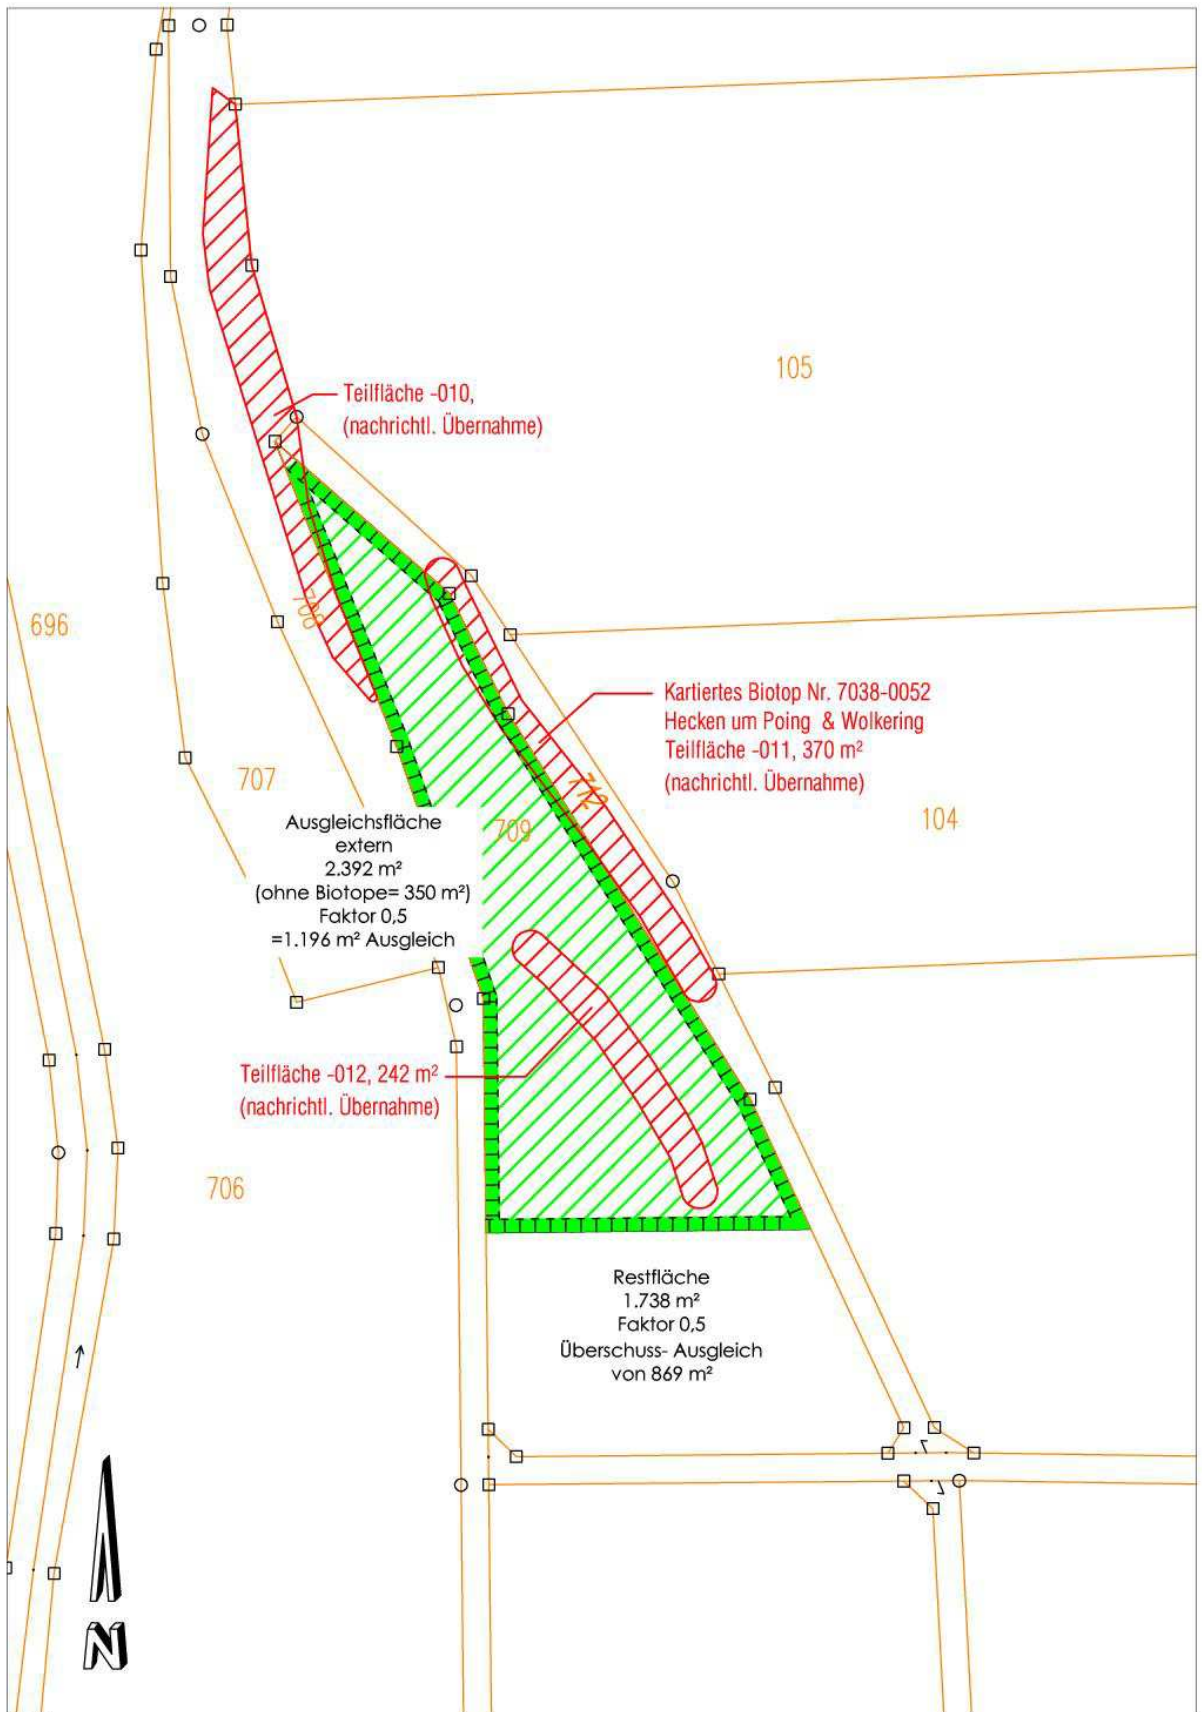 105
Teilfläche -010,
(nachrichtl. Übernahme)
708
696
Kartiertes Biotop Nr. 7038-0052
Hecken um Poing & Wolkering
Teilfläche -011, 370 m²
(nachrichtl. Übernahme)
707
712
104
709
Ausgleichsfläche
extern
2.392 m²
(ohne Biotope= 350 m²)
Faktor 0,5
=1.196 m² Ausgleich
Teilfläche -012, 242 m²
(nachrichtl. Übernahme)
706
Restfläche
1.738 m²
Faktor 0,5
Überschuss- Ausgleich
von 869 m²
N